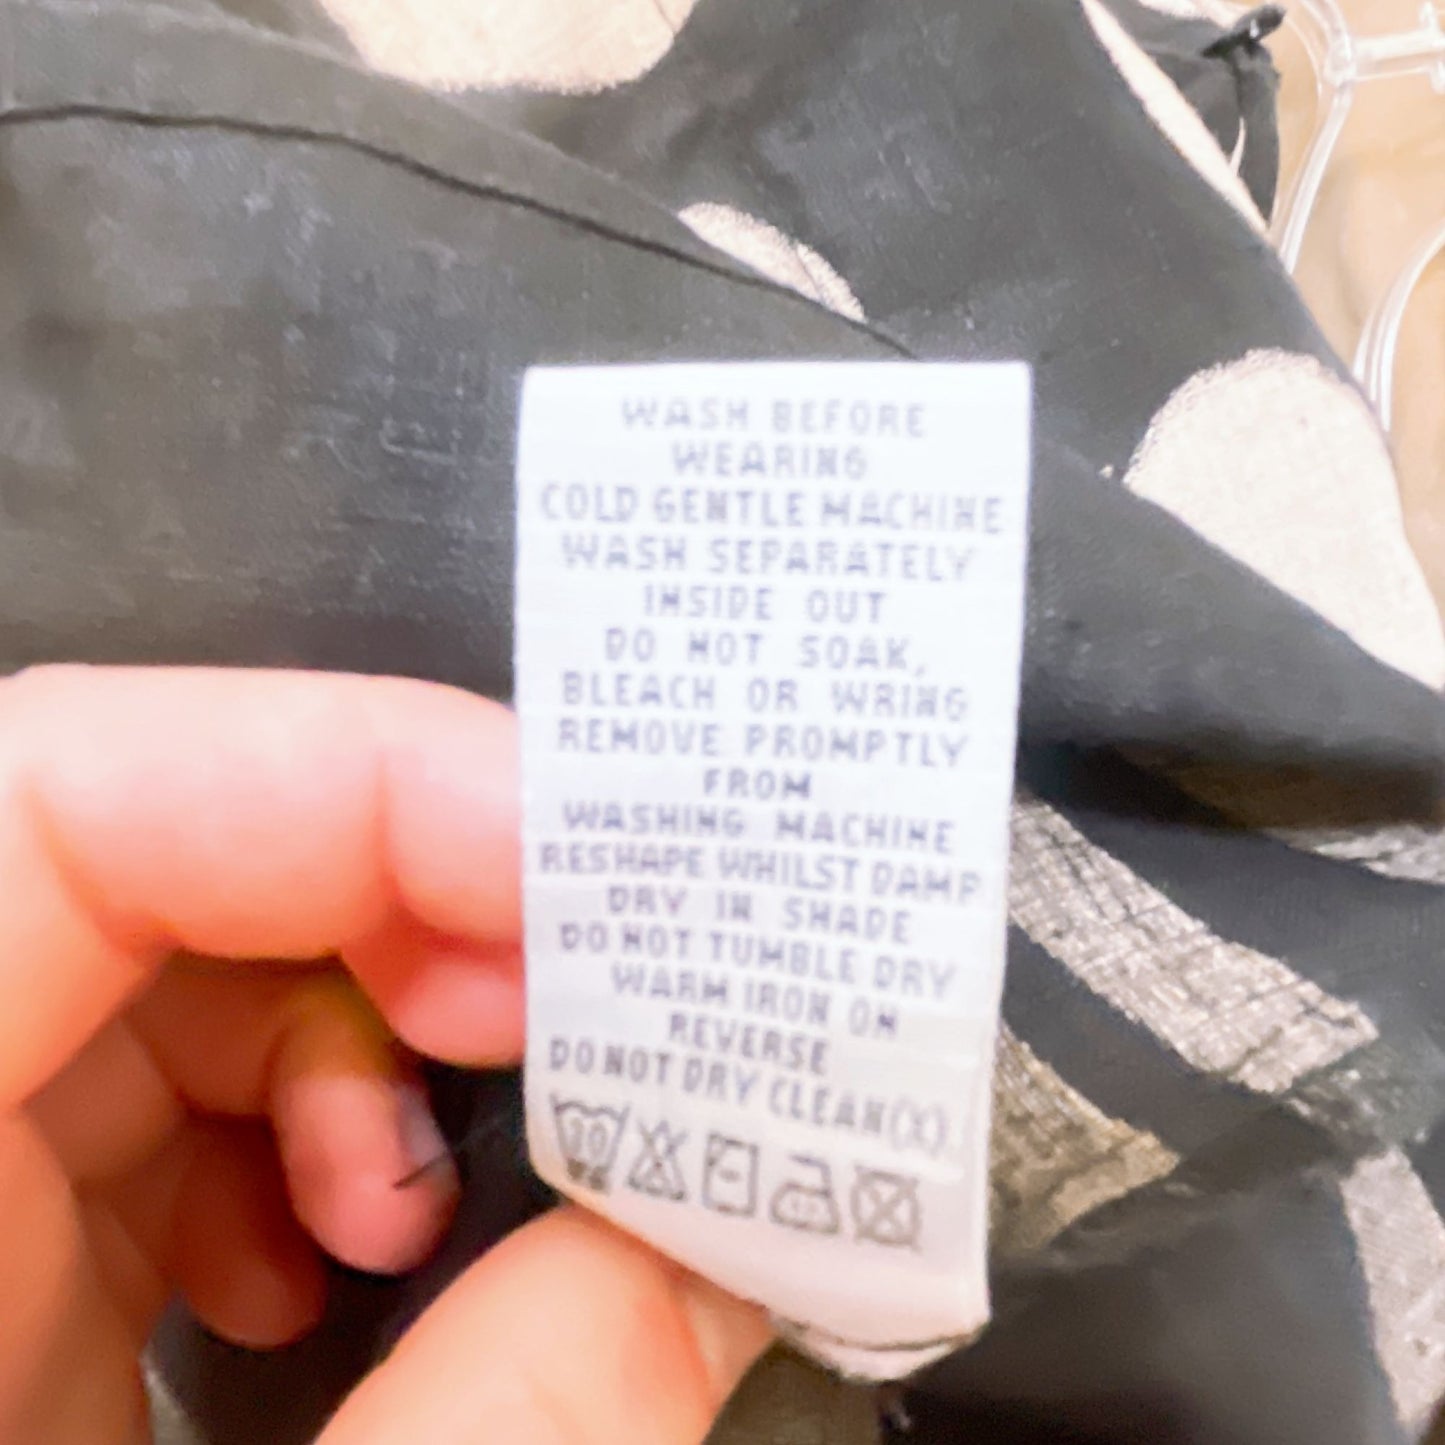 WASH BEFORE
WEARING
COLD GENTLE MACHINE
WASH SEPARATELY
INSIDE OUT
DO NOT SOAK,
BLEACH OR WRING
REMOVE PROMPTLY
FROM
WASHING MACHINE
RESHAPE WHILST DAMP
DRY IN SHADE
DO NOT TUMBLE DRY
WARM IRON ON
REVERSE
DO NOT DRY CLEAN(X)